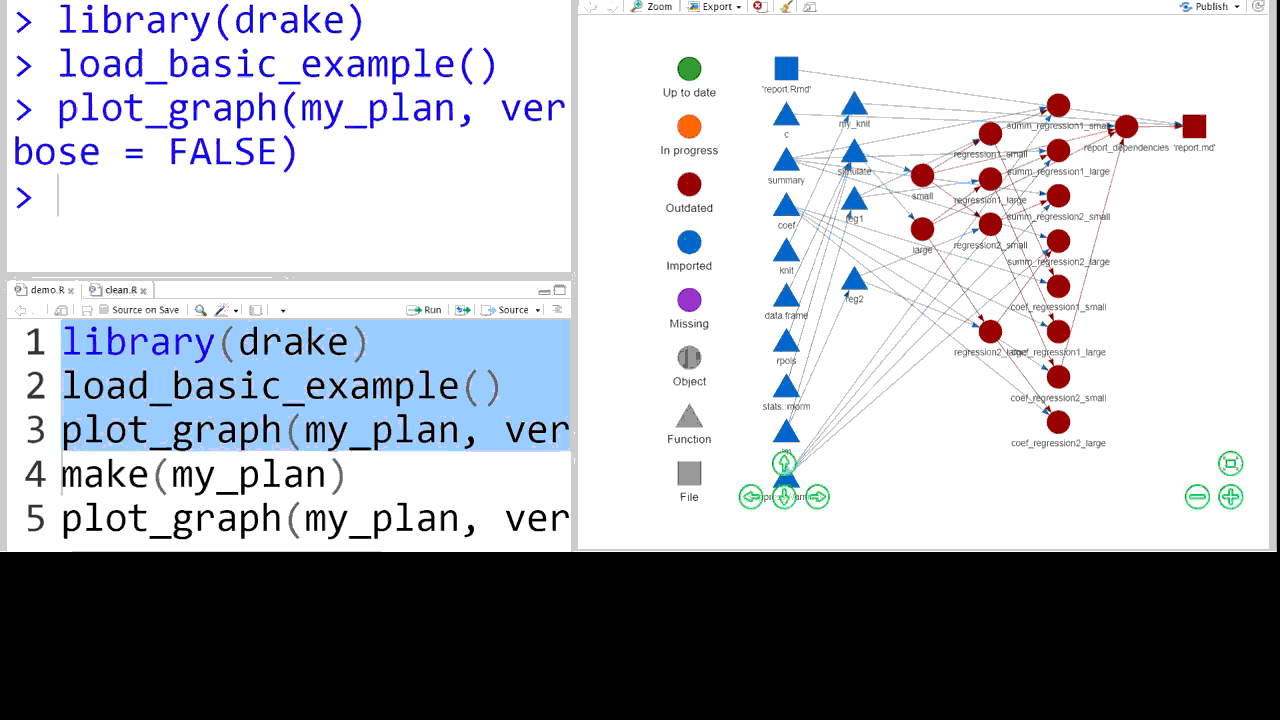 > library(drake)
> load_basic_example()
> plot_graph(my_plan, ver
bose = FALSE)
>
demo.R
clean.R
Source on Save
Run
Source
1 library(drake)
2 load_basic_example()
3 plot_graph(my_plan, ver
4 make(my_plan)
5 plot_graph(my_plan, ver
Zoom
Export
Publish
Up to date
In progress
Outdated
Imported
Missing
Object
Function
File
'report.Rmd'
c
summary
coef
knit
data.frame
rpois
stats::rnorm
lm
my_knit
simulate
reg1
reg2
small
large
regression1_small
regression1_large
regression2_small
regression2_large
summ_regression1_small
summ_regression1_large
summ_regression2_small
summ_regression2_large
coef_regression1_small
coef_regression1_large
coef_regression2_small
coef_regression2_large
report_dependencies
'report.md'